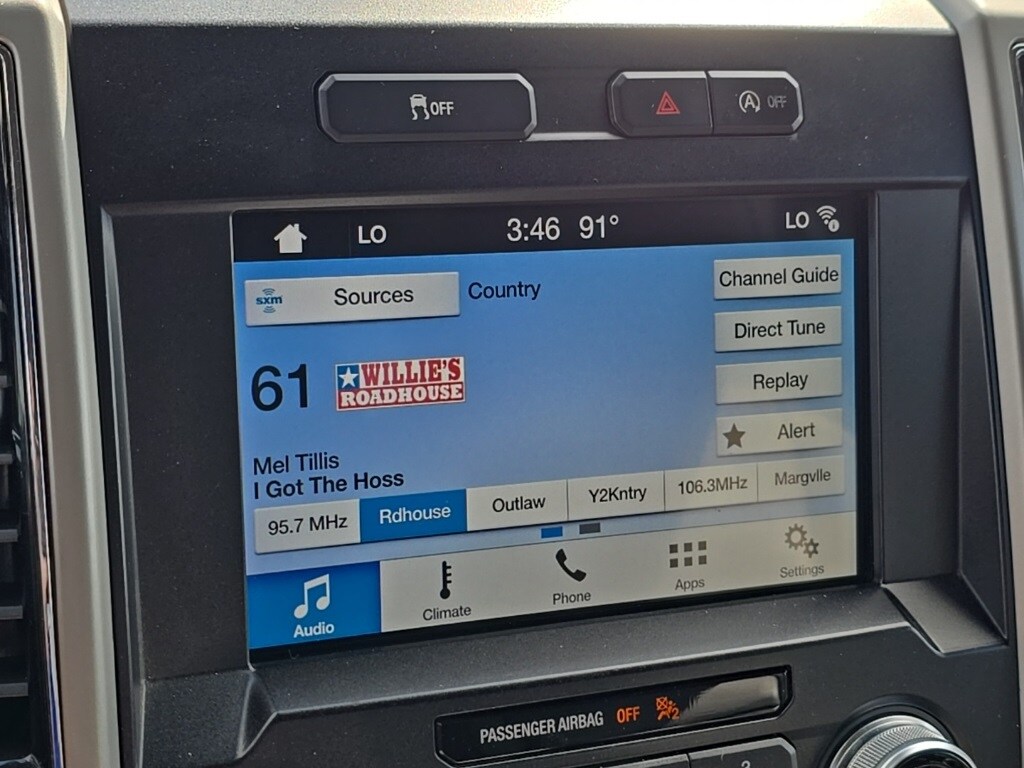 OFF
A OFF
LO 3:46 91° LO
sxm Sources Country Channel Guide
Direct Tune
61 WILLIE'S
ROADHOUSE
Replay
Alert
Mel Tillis
I Got The Hoss
95.7 MHz Rdhouse Outlaw Y2Kntry 106.3MHz Margvlle
Audio Climate Phone Apps Settings
PASSENGER AIRBAG OFF 2
3